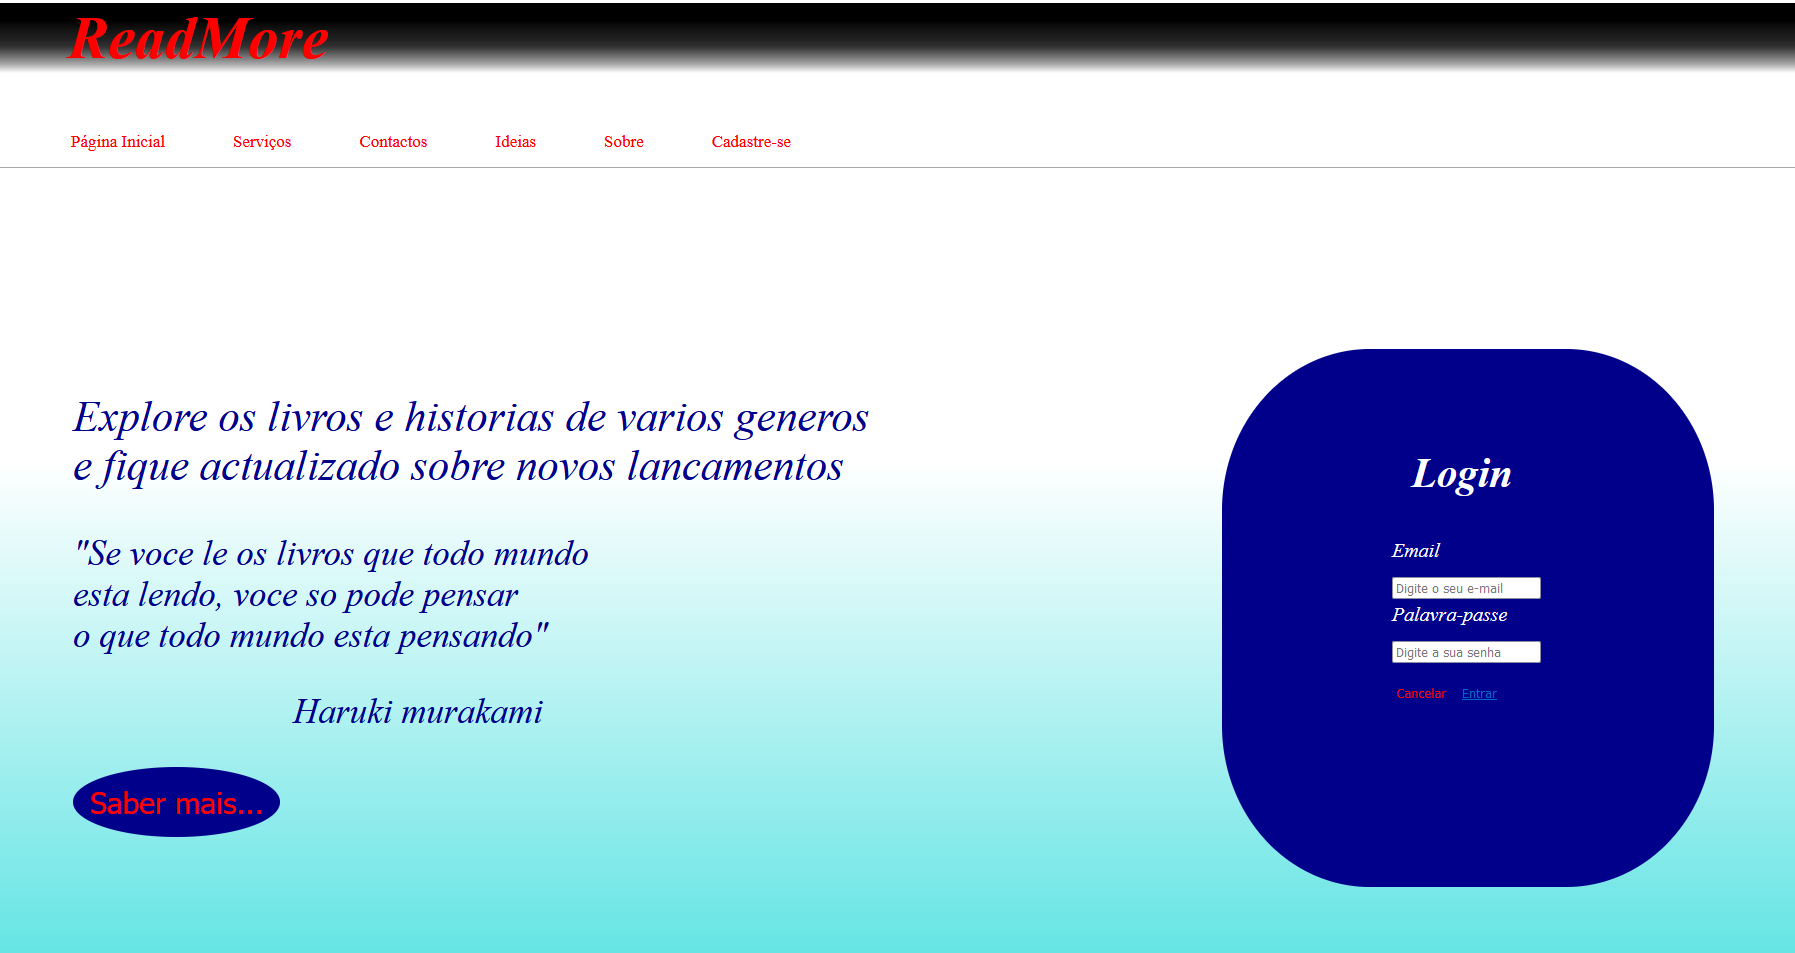 ReadMore
Página Inicial Serviços Contactos Ideias Sobre Cadastre-se
Explore os livros e historias de varios generos
e fique actualizado sobre novos lancamentos
"Se voce le os livros que todo mundo
esta lendo, voce so pode pensar
o que todo mundo esta pensando"
Haruki murakami
Saber mais...
Login
Email
Digite o seu e-mail
Palavra-passe
Digite a sua senha
Cancelar Entrar